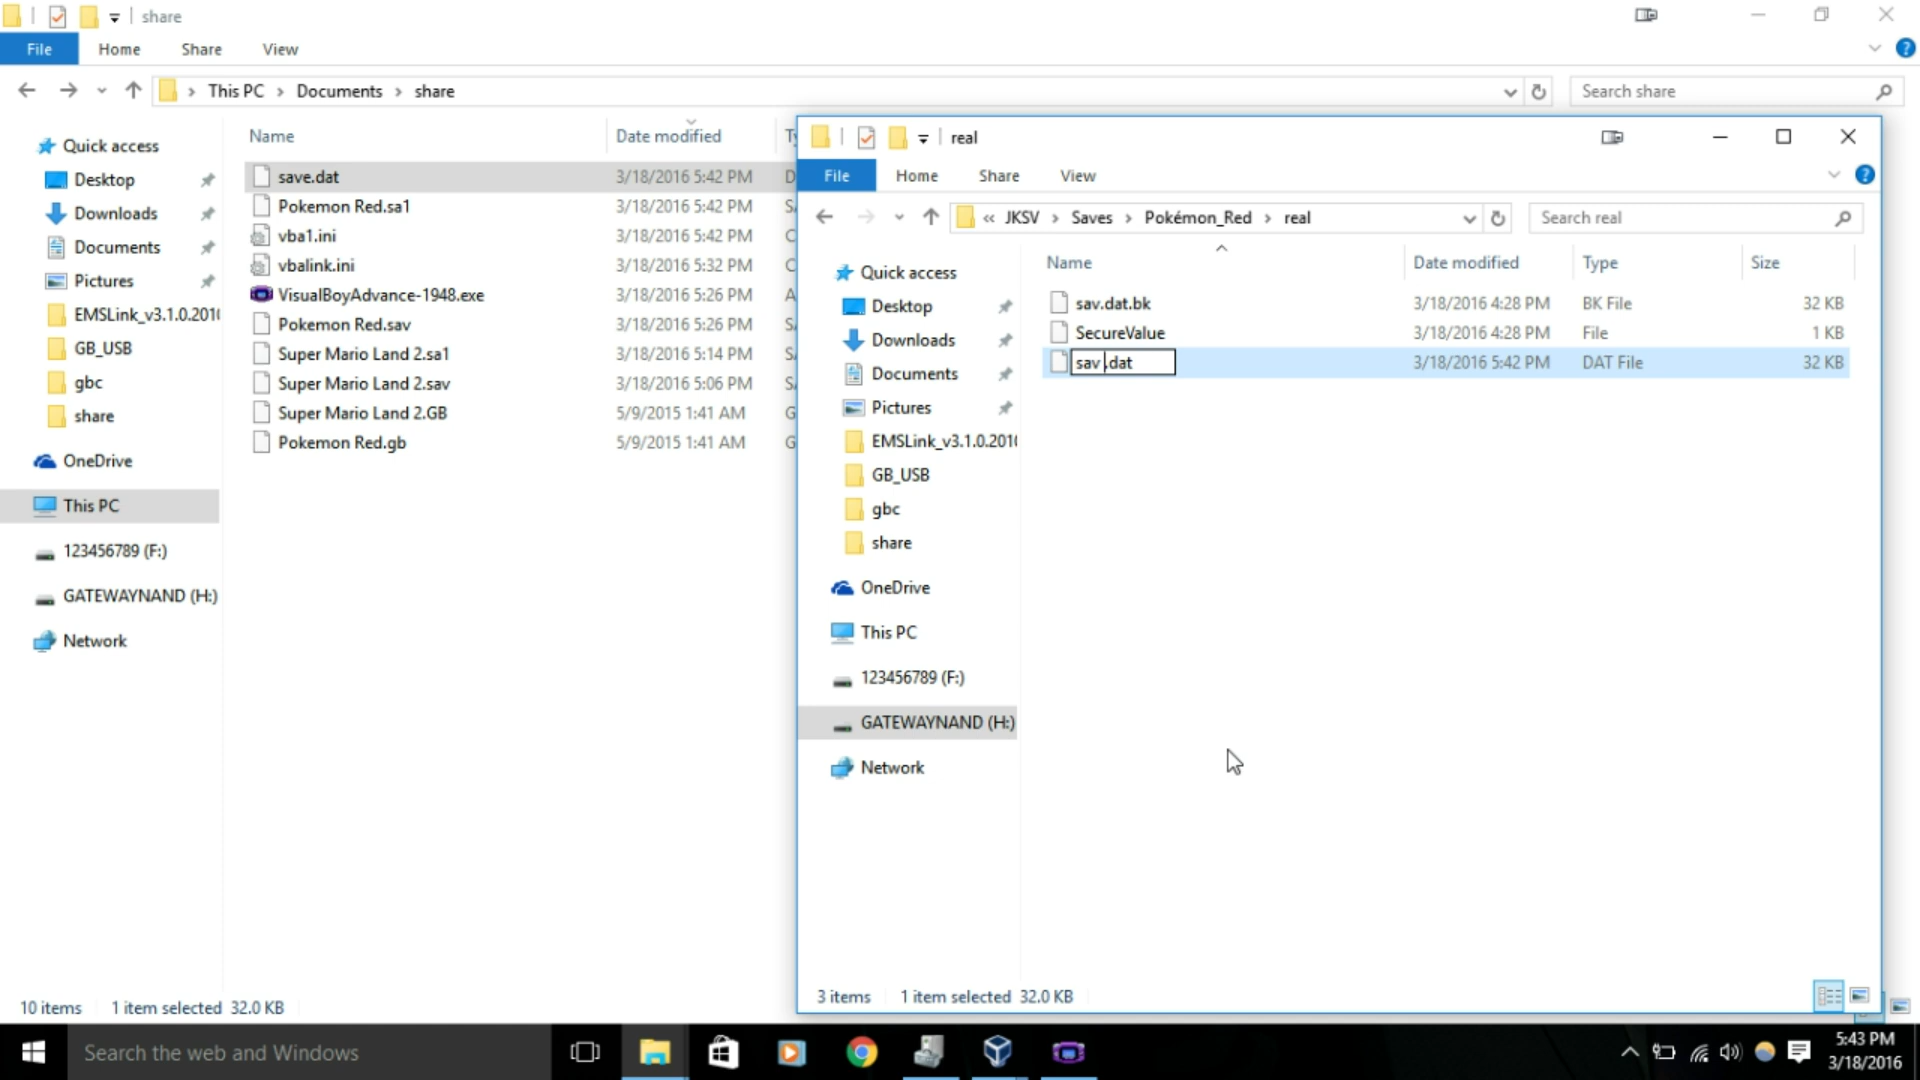 share
File Home Share View
This PC Documents share
Search share
Name Date modified
Quick access
Desktop
Downloads
Documents
Pictures
EMSLink_v3.1.0.201
GB_USB
gbc
share
OneDrive
This PC
123456789 (F:)
GATEWAYNAND (H:)
Network
save.dat 3/18/2016 5:42 PM
Pokemon Red.sa1 3/18/2016 5:42 PM
vba1.ini 3/18/2016 5:42 PM
vbalink.ini 3/18/2016 5:32 PM
VisualBoyAdvance-1948.exe 3/18/2016 5:26 PM
Pokemon Red.sav 3/18/2016 5:26 PM
Super Mario Land 2.sa1 3/18/2016 5:14 PM
Super Mario Land 2.sav 3/18/2016 5:06 PM
Super Mario Land 2.GB 5/9/2015 1:41 AM
Pokemon Red.gb 5/9/2015 1:41 AM
10 items 1 item selected 32.0 KB
real
File Home Share View
« JKSV Saves Pokémon_Red real
Search real
Name Date modified Type Size
Quick access
Desktop
Downloads
Documents
Pictures
EMSLink_v3.1.0.201
GB_USB
gbc
share
OneDrive
This PC
123456789 (F:)
GATEWAYNAND (H:)
Network
sav.dat.bk 3/18/2016 4:28 PM BK File 32 KB
SecureValue 3/18/2016 4:28 PM File 1 KB
sav.dat 3/18/2016 5:42 PM DAT File 32 KB
3 items 1 item selected 32.0 KB
Search the web and Windows
5:43 PM
3/18/2016